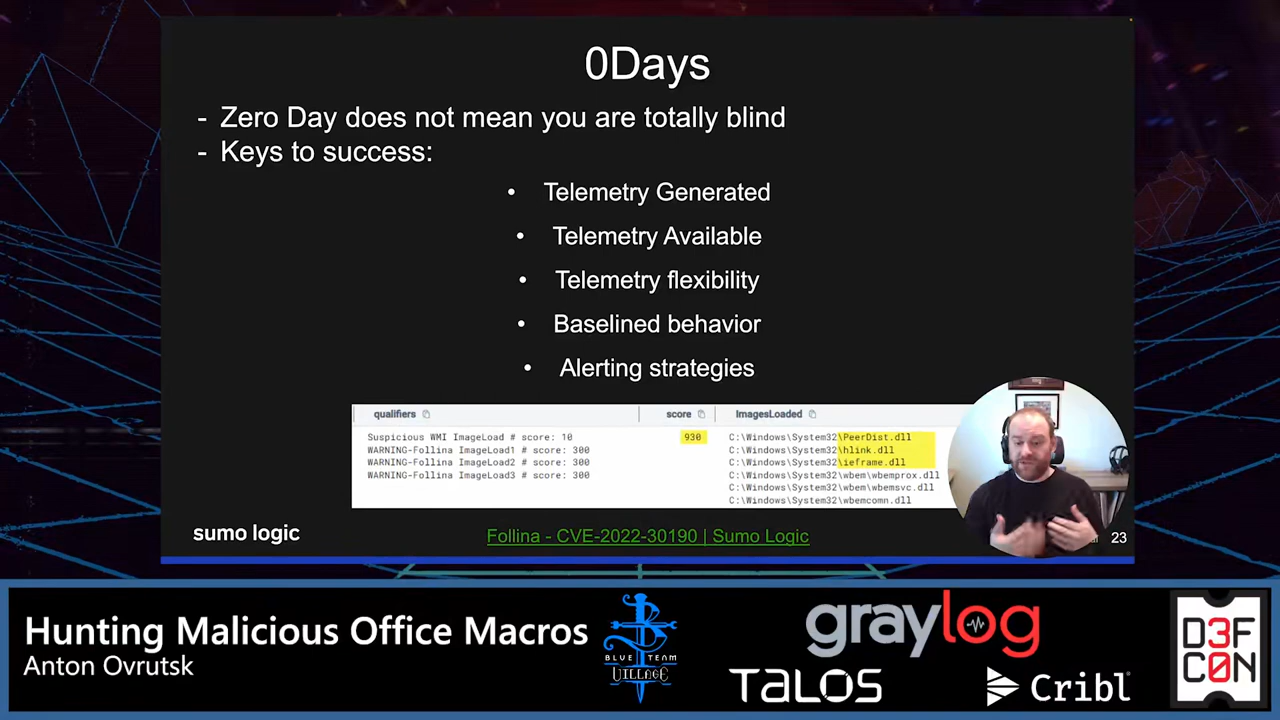 0Days
- Zero Day does not mean you are totally blind
- Keys to success:
• Telemetry Generated
• Telemetry Available
• Telemetry flexibility
• Baselined behavior
• Alerting strategies
qualifiers score ImagesLoaded
Suspicious WMI ImageLoad # score: 10 930 C:\Windows\System32\PeerDist.dll
WARNING-Follina ImageLoad1 # score: 300 C:\Windows\System32\hlink.dll
WARNING-Follina ImageLoad2 # score: 300 C:\Windows\System32\ieframe.dll
WARNING-Follina ImageLoad3 # score: 300 C:\Windows\System32\wbem\wbemprox.dll
C:\Windows\System32\wbem\wbemsvc.dll
C:\Windows\System32\wbemcomn.dll
sumo logic
Follina - CVE-2022-30190 | Sumo Logic
23
Hunting Malicious Office Macros
Anton Ovrutsk
BLUE TEAM
VILLAGE
graylog
TALOS
Cribl
D3F
C0N